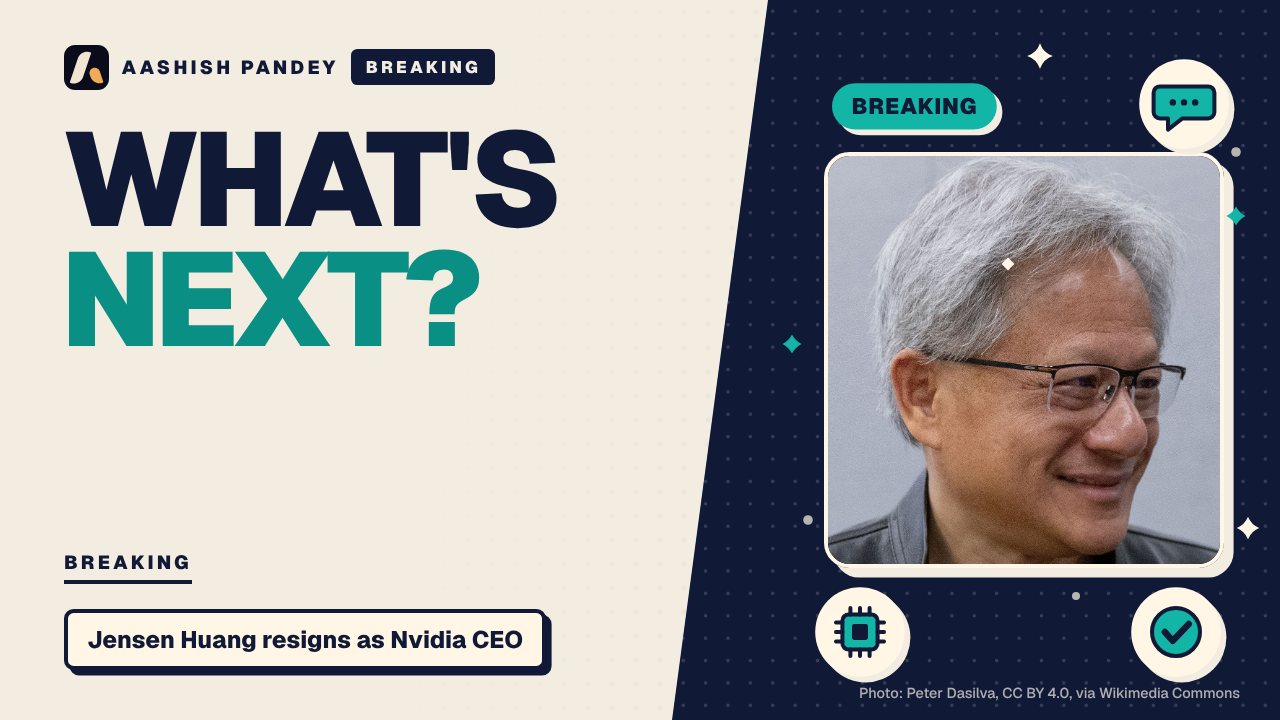 AASHISH PANDEY
BREAKING
WHAT'S
NEXT?
BREAKING
Jensen Huang resigns as Nvidia CEO
BREAKING
Photo: Peter Dasilva, CC BY 4.0, via Wikimedia Commons